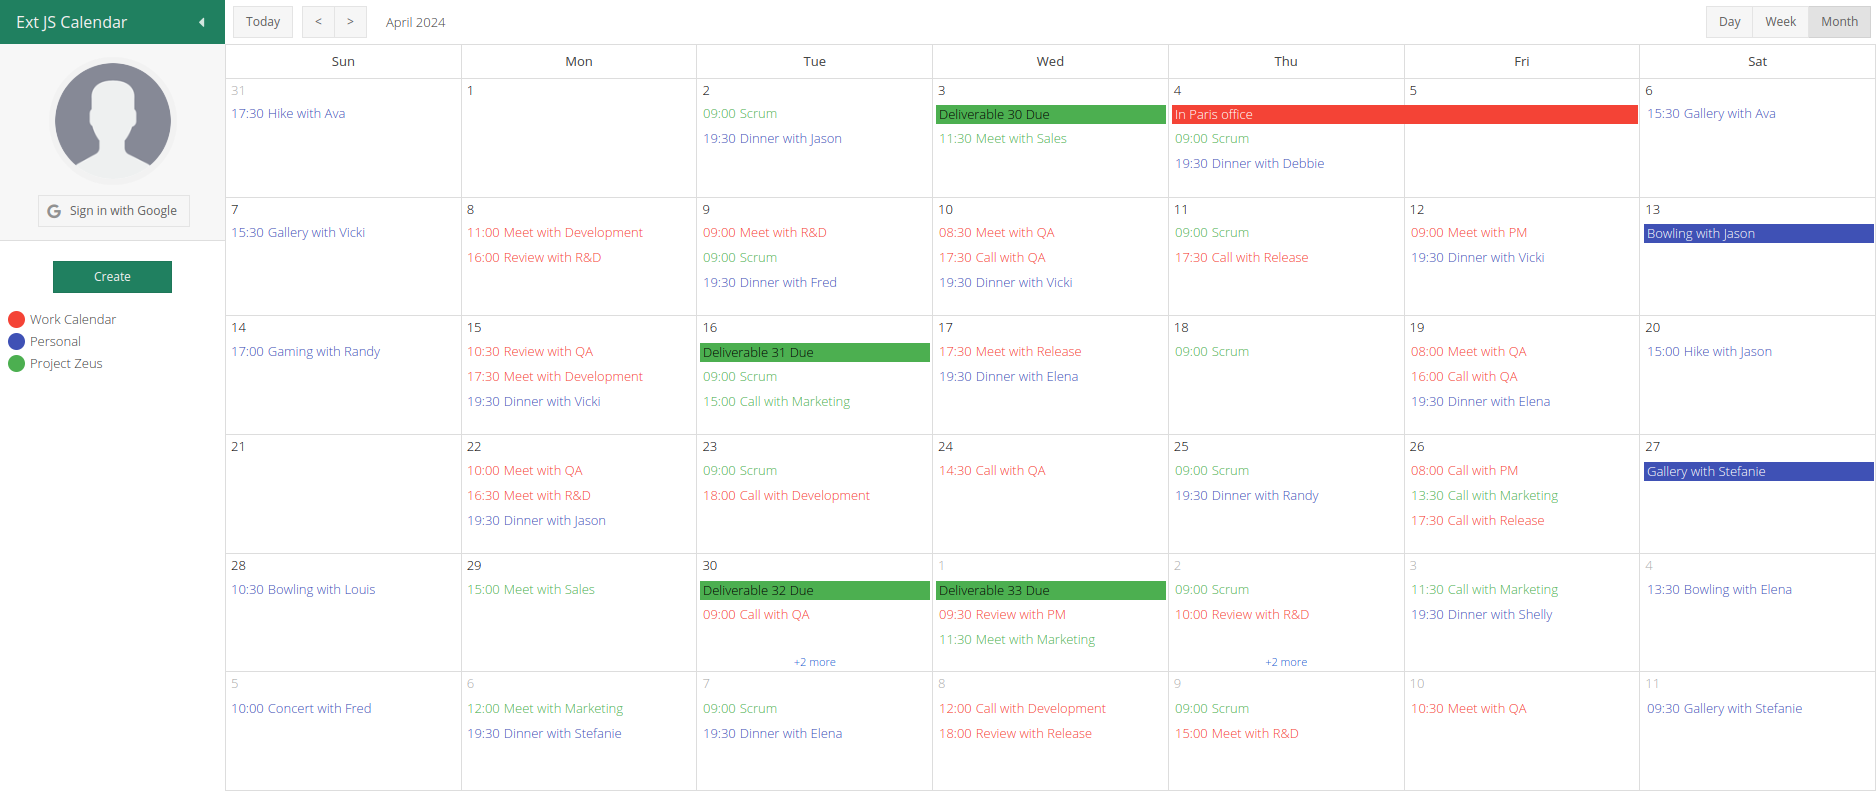 Ext JS Calendar
Today < > April 2024 Day Week Month
Sign in with Google
Create
Work Calendar
Personal
Project Zeus
Sun Mon Tue Wed Thu Fri Sat
31
17:30 Hike with Ava
1
2
09:00 Scrum
19:30 Dinner with Jason
3
Deliverable 30 Due
11:30 Meet with Sales
4
In Paris office
09:00 Scrum
19:30 Dinner with Debbie
5
6
15:30 Gallery with Ava
7
15:30 Gallery with Vicki
8
11:00 Meet with Development
16:00 Review with R&D
9
09:00 Meet with R&D
09:00 Scrum
19:30 Dinner with Fred
10
08:30 Meet with QA
17:30 Call with QA
19:30 Dinner with Vicki
11
09:00 Scrum
17:30 Call with Release
12
09:00 Meet with PM
19:30 Dinner with Vicki
13
Bowling with Jason
14
17:00 Gaming with Randy
15
10:30 Review with QA
17:30 Meet with Development
19:30 Dinner with Vicki
16
Deliverable 31 Due
09:00 Scrum
15:00 Call with Marketing
17
17:30 Meet with Release
19:30 Dinner with Elena
18
09:00 Scrum
19
08:00 Meet with QA
16:00 Call with QA
19:30 Dinner with Elena
20
15:00 Hike with Jason
21
22
10:00 Meet with QA
16:30 Meet with R&D
19:30 Dinner with Jason
23
09:00 Scrum
18:00 Call with Development
24
14:30 Call with QA
25
09:00 Scrum
19:30 Dinner with Randy
26
08:00 Call with PM
13:30 Call with Marketing
17:30 Call with Release
27
Gallery with Stefanie
28
10:30 Bowling with Louis
29
15:00 Meet with Sales
30
Deliverable 32 Due
09:00 Call with QA
+2 more
1
Deliverable 33 Due
09:30 Review with PM
11:30 Meet with Marketing
2
09:00 Scrum
10:00 Review with R&D
+2 more
3
11:30 Call with Marketing
19:30 Dinner with Shelly
4
13:30 Bowling with Elena
5
10:00 Concert with Fred
6
12:00 Meet with Marketing
19:30 Dinner with Stefanie
7
09:00 Scrum
19:30 Dinner with Elena
8
12:00 Call with Development
18:00 Review with Release
9
09:00 Scrum
15:00 Meet with R&D
10
10:30 Meet with QA
11
09:30 Gallery with Stefanie